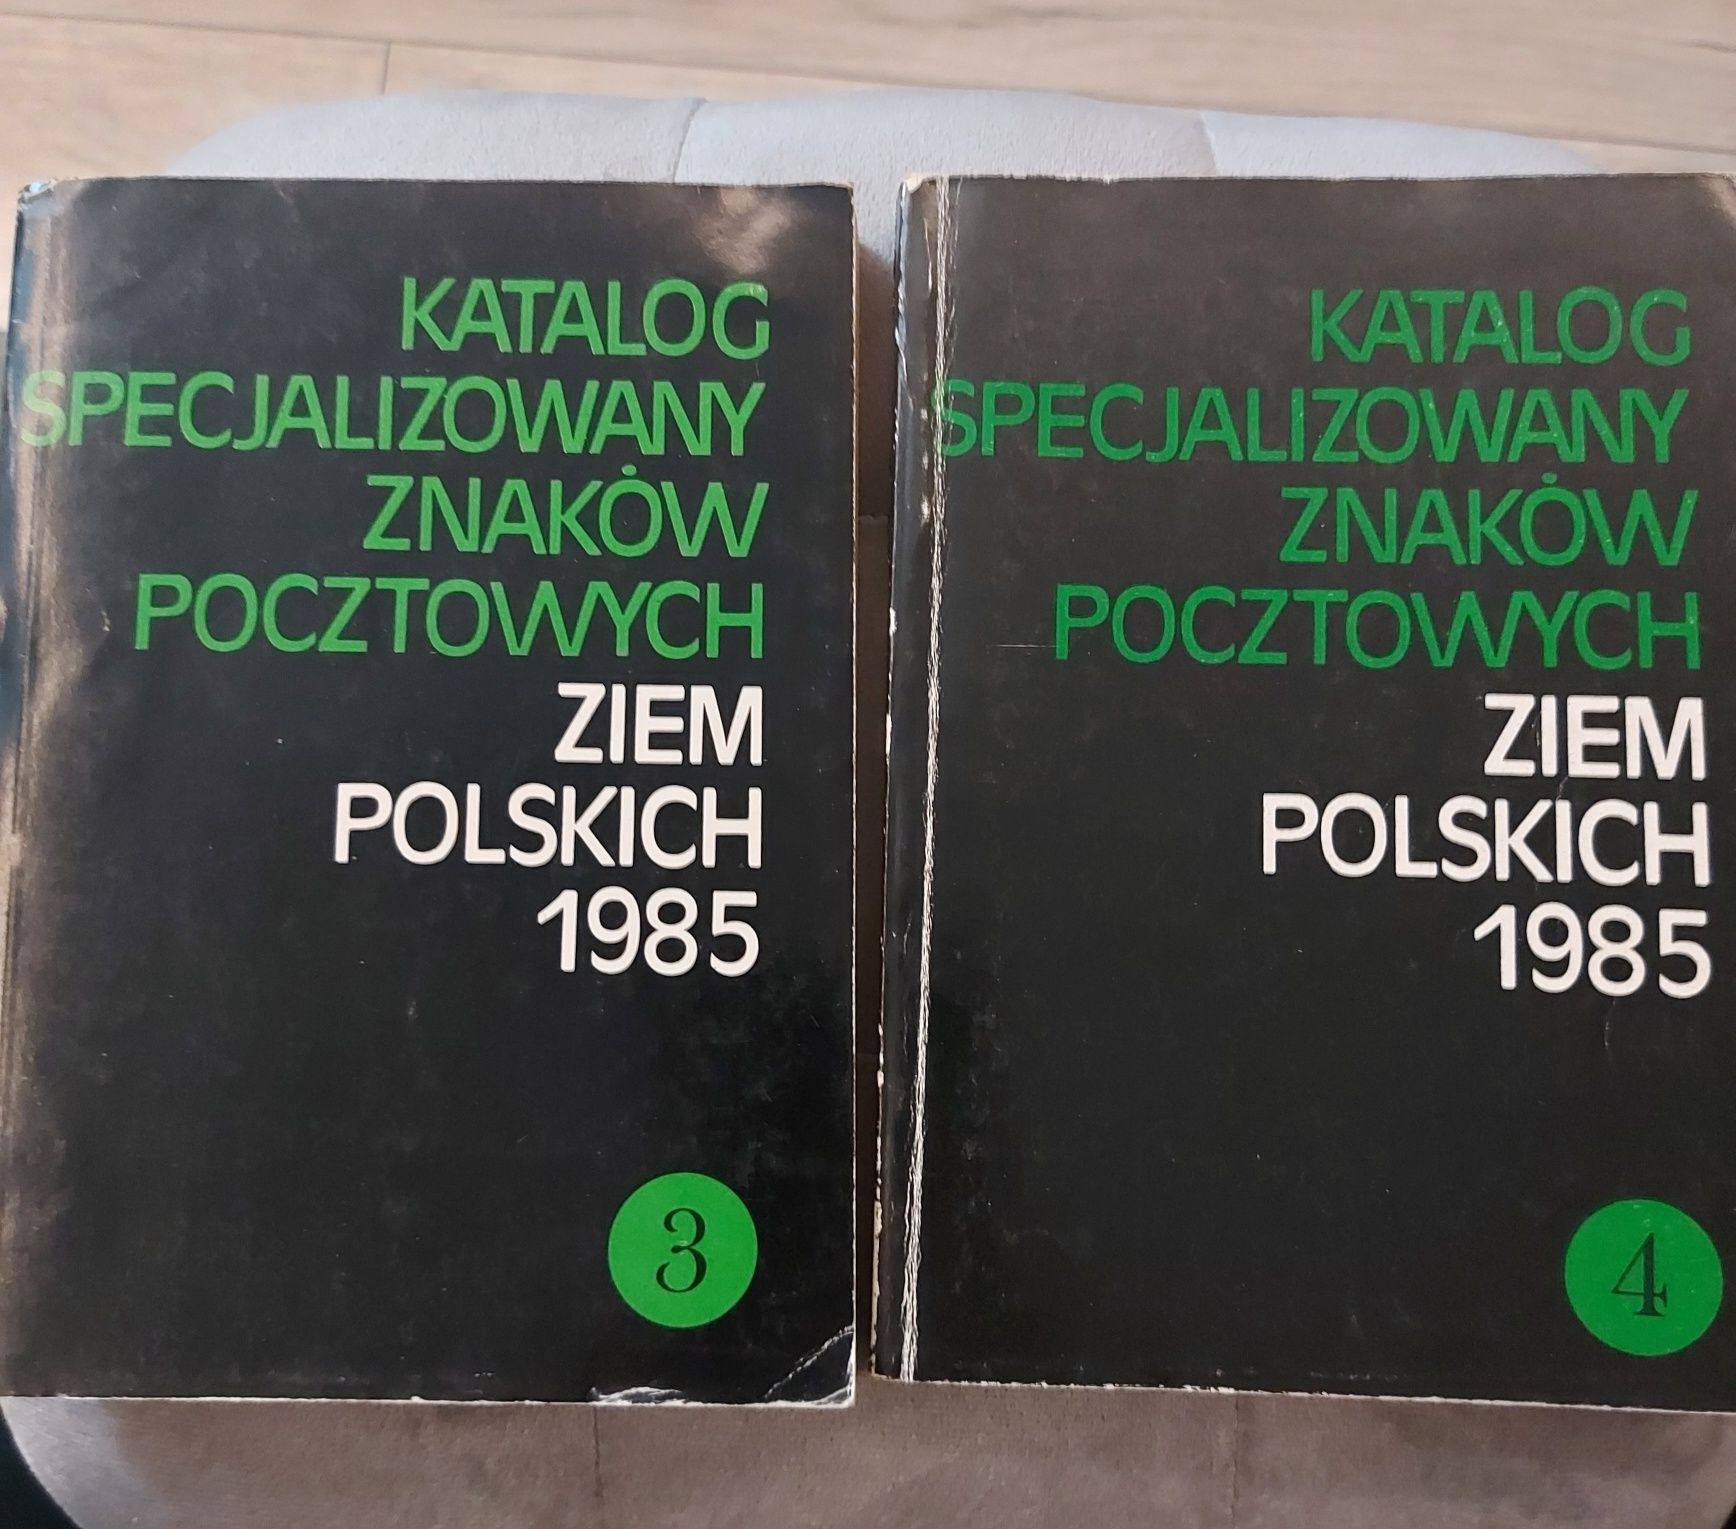 KATALOG
SPECJALIZOWANY
ZNAKÓW
POCZTOWYCH
ZIEM
POLSKICH
1985
3
KATALOG
SPECJALIZOWANY
ZNAKÓW
POCZTOWYCH
ZIEM
POLSKICH
1985
4